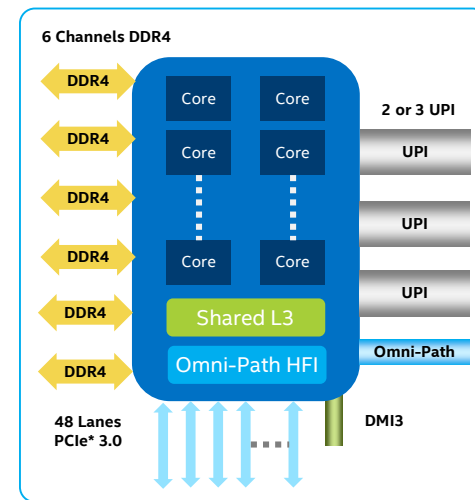 6 Channels DDR4
DDR4
Core
Core
2 or 3 UPI
DDR4
Core
Core
UPI
DDR4
UPI
DDR4
Core
Core
UPI
DDR4
Shared L3
Omni-Path
DDR4
Omni-Path HFI
48 Lanes
PCIe* 3.0
DMI3